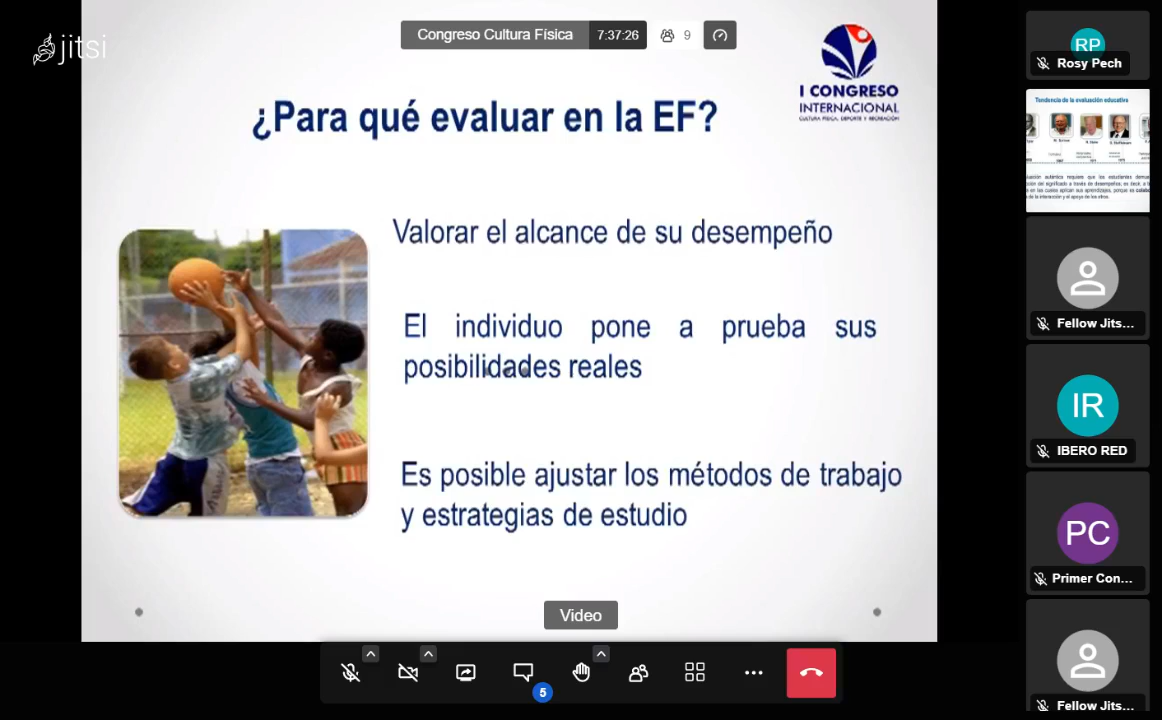 jitsi
Congreso Cultura Física 7:37:26 9
I CONGRESO
INTERNACIONAL
CULTURA FÍSICA, DEPORTE Y RECREACIÓN
¿Para qué evaluar en la EF?
Valorar el alcance de su desempeño
El individuo pone a prueba sus
posibilidades reales
Es posible ajustar los métodos de trabajo
y estrategias de estudio
Video
5
RP
Rosy Pech
Tendencia de la evaluación educativa
Fellow Jits...
IR
IBERO RED
PC
Primer Con...
Fellow Jits...